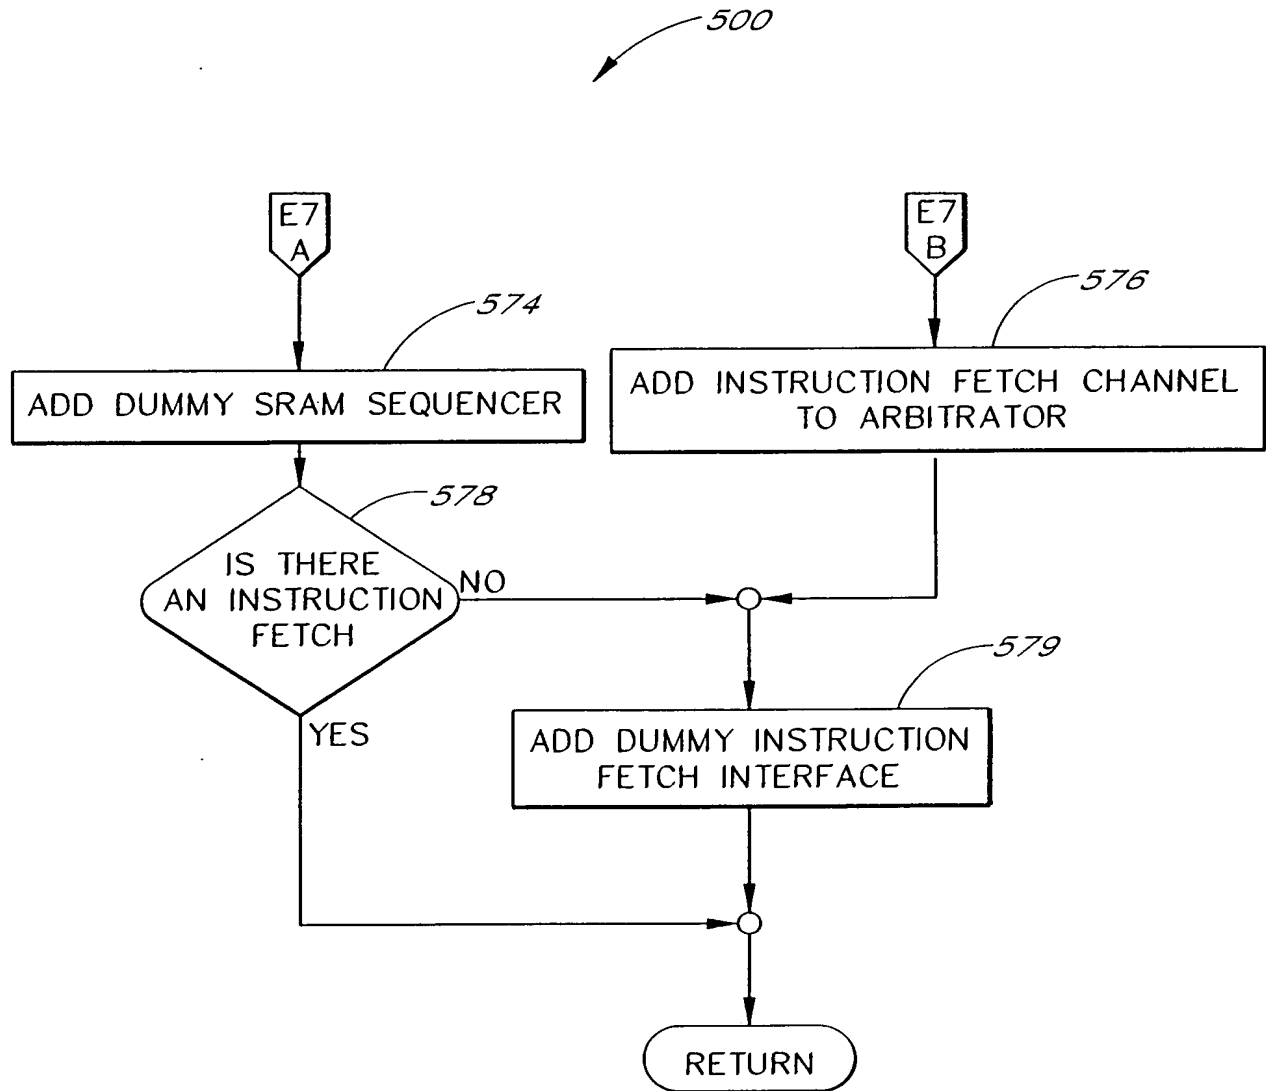 500
E7
A
E7
B
574
576
ADD DUMMY SRAM SEQUENCER
ADD INSTRUCTION FETCH CHANNEL
TO ARBITRATOR
578
IS THERE
AN INSTRUCTION
FETCH
NO
YES
579
ADD DUMMY INSTRUCTION
FETCH INTERFACE
RETURN